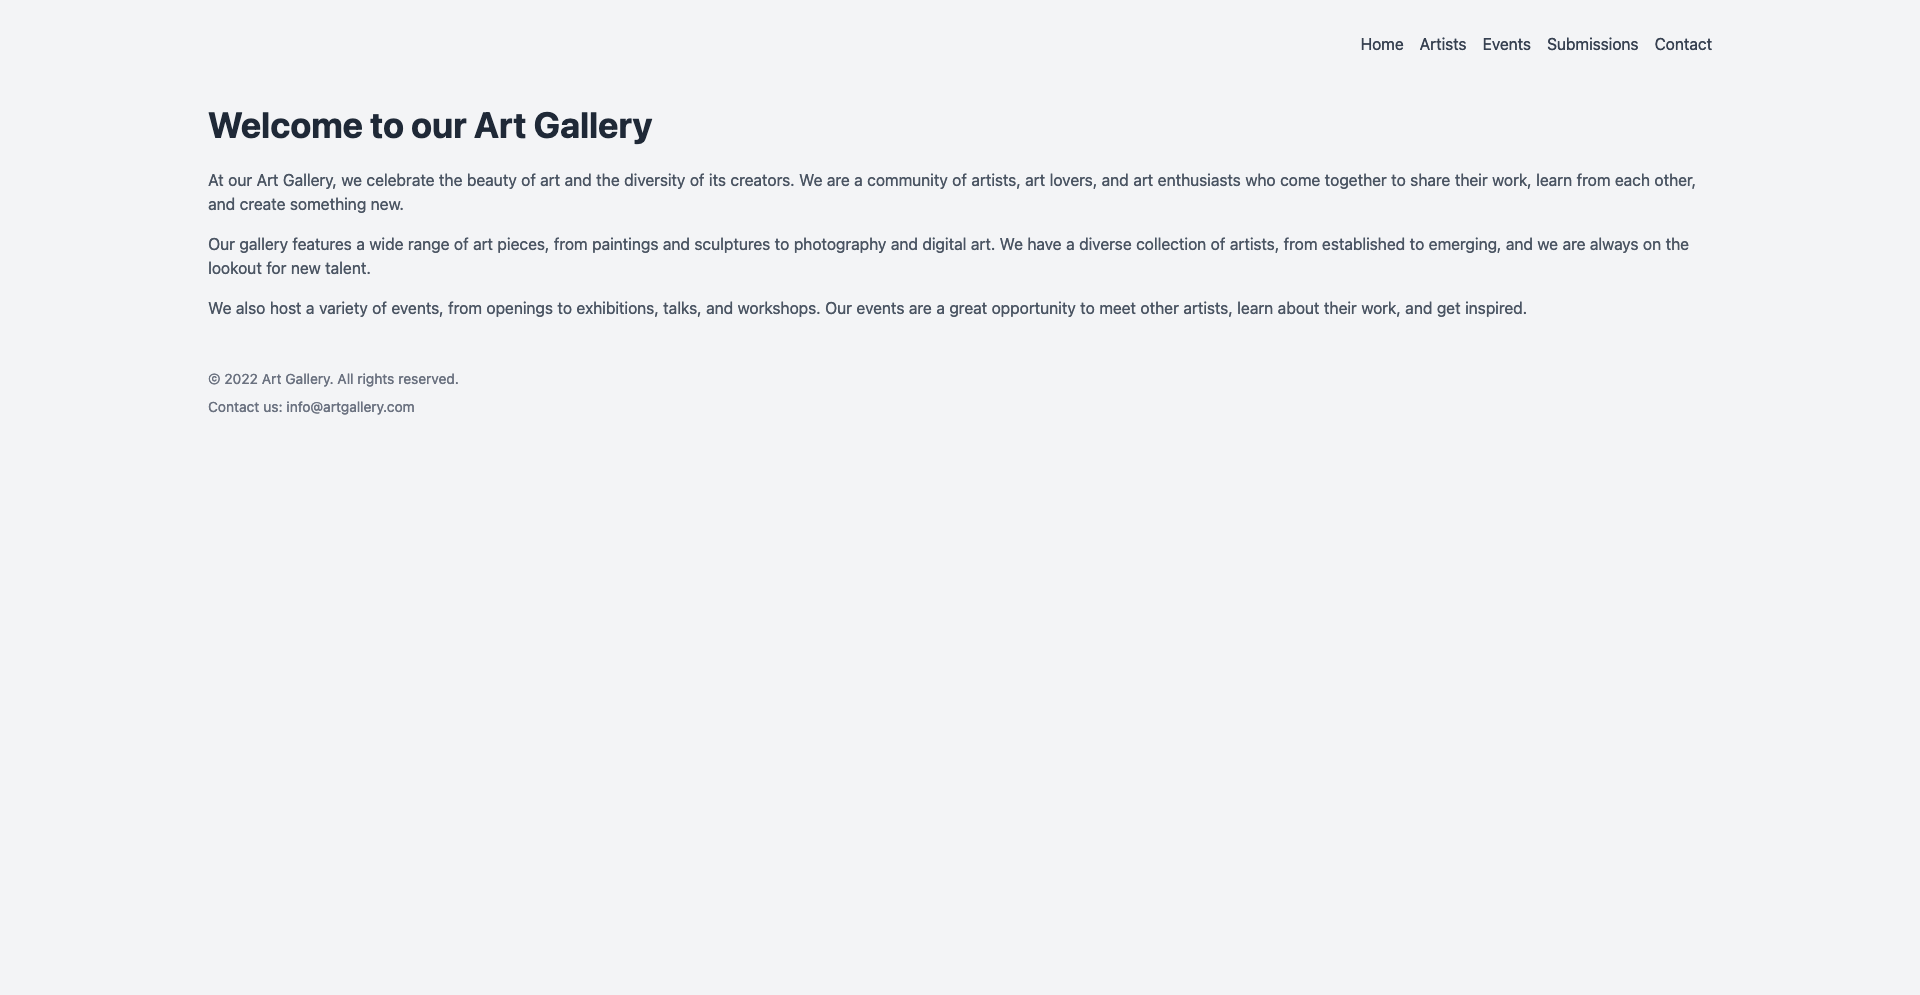 Home Artists Events Submissions Contact
Welcome to our Art Gallery
At our Art Gallery, we celebrate the beauty of art and the diversity of its creators. We are a community of artists, art lovers, and art enthusiasts who come together to share their work, learn from each other,
and create something new.
Our gallery features a wide range of art pieces, from paintings and sculptures to photography and digital art. We have a diverse collection of artists, from established to emerging, and we are always on the
lookout for new talent.
We also host a variety of events, from openings to exhibitions, talks, and workshops. Our events are a great opportunity to meet other artists, learn about their work, and get inspired.
© 2022 Art Gallery. All rights reserved.
Contact us: info@artgallery.com